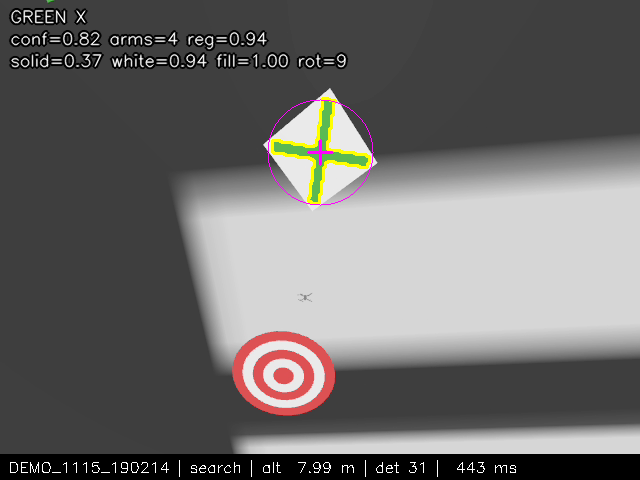 GREEN X
conf=0.82 arms=4 reg=0.94
solid=0.37 white=0.94 fill=1.00 rot=9
DEMO_1115_190214 | search | alt 7.99 m | det 31 | 443 ms